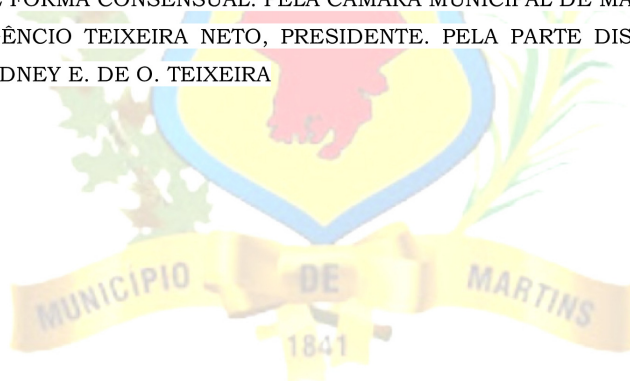 FORMA CONSENSUAL. PELA CÂMARA MUNICIPAL DE MA
ÊNCIO TEIXEIRA NETO, PRESIDENTE. PELA PARTE DIS
DNEY E. DE O. TEIXEIRA
MUNICÍPIO DE MARTINS
1841